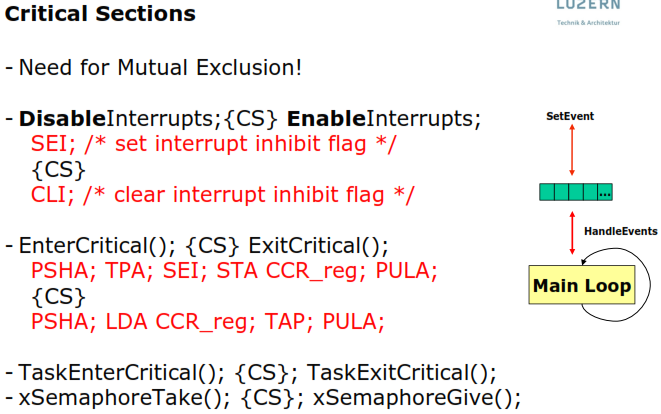 Critical Sections
LUZERN
Technik & Architektur
- Need for Mutual Exclusion!
- DisableInterrupts;{CS} EnableInterrupts;
SEI; /* set interrupt inhibit flag */
{CS}
CLI; /* clear interrupt inhibit flag */
SetEvent
...
HandleEvents
Main Loop
- EnterCritical(); {CS} ExitCritical();
PSHA; TPA; SEI; STA CCR_reg; PULA;
{CS}
PSHA; LDA CCR_reg; TAP; PULA;
- TaskEnterCritical(); {CS}; TaskExitCritical();
- xSemaphoreTake(); {CS}; xSemaphoreGive();